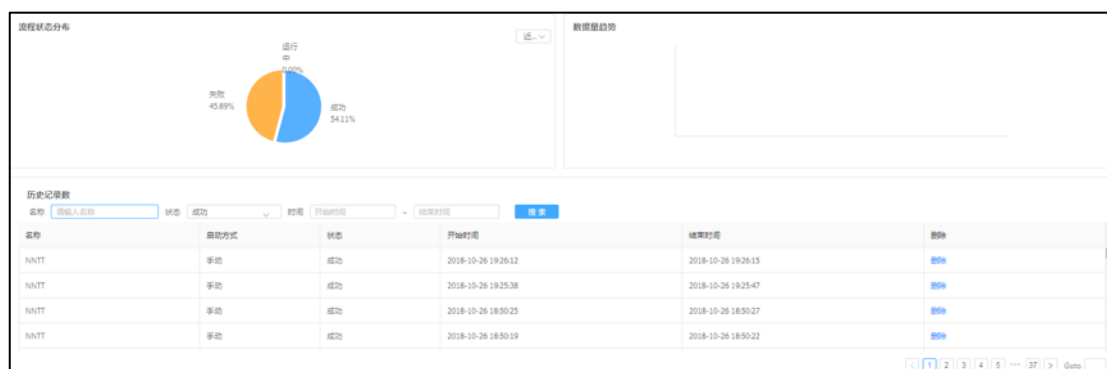 流程状态分布
近...
数据量趋势
运行
中
0.00%
失败
45.89%
成功
54.11%
历史记录数
名称 请输入名称 状态 成功 时间 开始时间 - 结束时间 搜索
名称 启动方式 状态 开始时间 结束时间 删除
NNTT 手动 成功 2018-10-26 19:26:12 2018-10-26 19:26:15 删除
NNTT 手动 成功 2018-10-26 19:25:38 2018-10-26 19:25:47 删除
NNTT 手动 成功 2018-10-26 18:50:25 2018-10-26 18:50:27 删除
NNTT 手动 成功 2018-10-26 18:50:19 2018-10-26 18:50:22 删除
< 1 2 3 4 5 ··· 37 > Goto